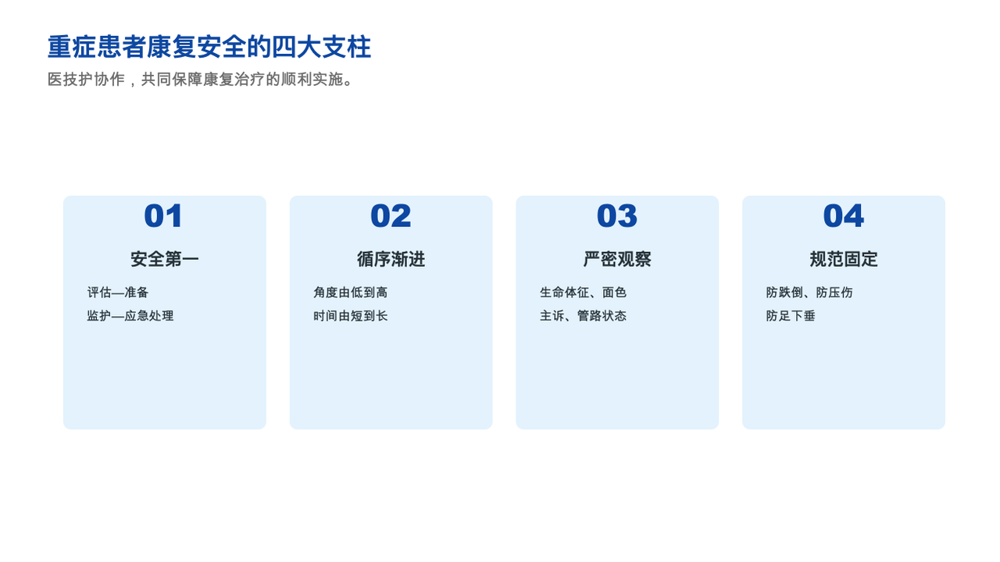 重症患者康复安全的四大支柱
医技护协作，共同保障康复治疗的顺利实施。
01
安全第一
评估—准备
监护—应急处理
02
循序渐进
角度由低到高
时间由短到长
03
严密观察
生命体征、面色
主诉、管路状态
04
规范固定
防跌倒、防压伤
防足下垂